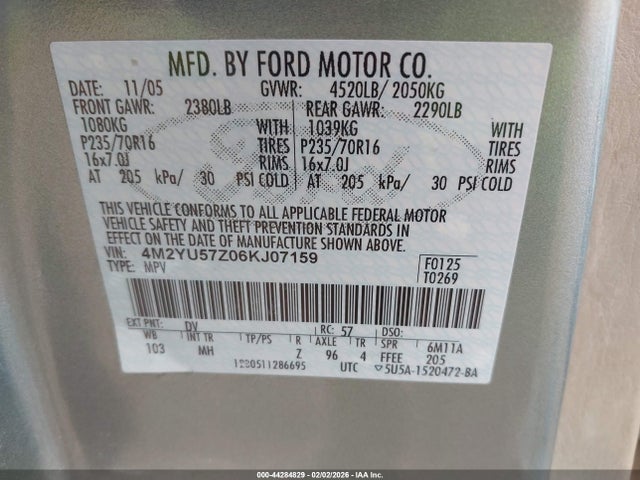 MFD. BY FORD MOTOR CO.
DATE: 11/05 GVWR: 4520LB/ 2050KG
FRONT GAWR: 2380LB REAR GAWR: 2290LB
1080KG WITH 1039KG WITH
P235/70R16 TIRES P235/70R16 TIRES
16x7.0J RIMS 16x7.0J RIMS
AT 205 kPa/ 30 PSI COLD AT 205 kPa/ 30 PSI COLD
THIS VEHICLE CONFORMS TO ALL APPLICABLE FEDERAL MOTOR
VEHICLE SAFETY AND THEFT PREVENTION STANDARDS IN
EFFECT ON THE DATE OF MANUFACTURE SHOWN ABOVE.
VIN: 4M2YU57Z06KJ07159
TYPE: MPV
F0125
T0269
EXT PNT: DV RC: 57 DSO:
WB INT TR TP/PS R AXLE TR SPR 6M11A
103 MH Z 96 4 FFEE 205
UTC ▽5U5A-1520472-BA
000-44284829 - 02/02/2026 - IAA Inc.